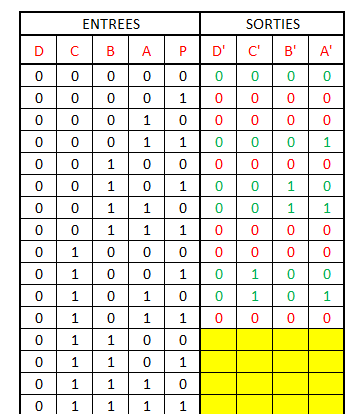 ENTREES SORTIES
D C B A P D' C' B' A'
0 0 0 0 0 0 0 0 0
0 0 0 0 1 0 0 0 0
0 0 0 1 0 0 0 0 0
0 0 0 1 1 0 0 0 1
0 0 1 0 0 0 0 0 0
0 0 1 0 1 0 0 1 0
0 0 1 1 0 0 0 1 1
0 0 1 1 1 0 0 0 0
0 1 0 0 0 0 0 0 0
0 1 0 0 1 0 1 0 0
0 1 0 1 0 0 1 0 1
0 1 0 1 1 0 0 0 0
0 1 1 0 0
0 1 1 0 1
0 1 1 1 0
0 1 1 1 1